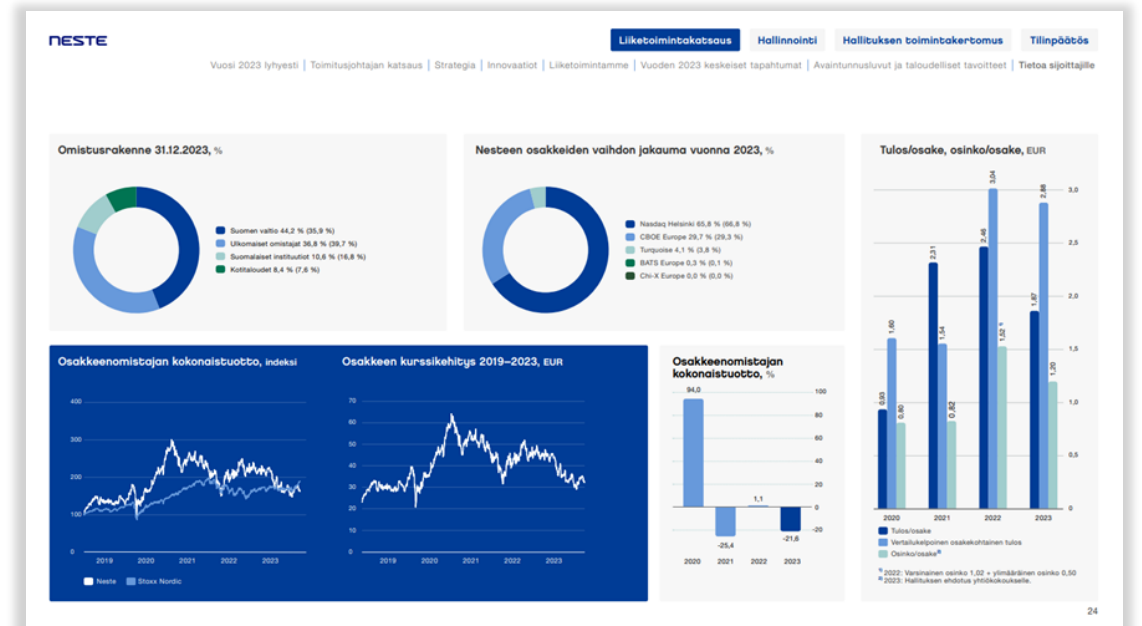 NESTE
Liiketoimintakatsaus
Hallinnointi
Hallituksen toimintakertomus
Tilinpäätös
Vuosi 2023 lyhyesti | Toimitusjohtajan katsaus | Strategia | Innovaatiot | Liiketoimintamme | Vuoden 2023 keskeiset tapahtumat | Avaintunnusluvut ja taloudelliset tavoitteet | Tietoa sijoittajille
Omistusrakenne 31.12.2023, %
Suomen valtio 44,2 % (35,9 %)
Ulkomaiset omistajat 36,8 % (39,7 %)
Suomalaiset instituutiot 10,6 % (16,8 %)
Kotitaloudet 8,4 % (7,6 %)
Nesteen osakkeiden vaihdon jakauma vuonna 2023, %
Nasdaq Helsinki 65,8 % (66,8 %)
CBOE Europe 29,7 % (29,3 %)
Turquoise 4,1 % (3,8 %)
BATS Europe 0,3 % (0,1 %)
Chi-X Europe 0,0 % (0,0 %)
Tulos/osake, osinko/osake, EUR
3,0
2,5
2,0
1,5
1,0
0,5
0
0,93
1,60
0,80
2,31
1,54
0,82
2,46
3,04
1,52
1,87
2,88
1,20
2020 2021 2022 2023
Tulos/osake
Vertailukelpoinen osakekohtainen tulos
Osinko/osake
2022: Varsinainen osinko 1,02 + ylimääräinen osinko 0,50
2023: Hallituksen ehdotus yhtiökokoukselle.
Osakkeenomistajan kokonaistuotto, indeksi
400
300
200
100
0
2019 2020 2021 2022 2023
Neste
Stoxx Nordic
Osakkeen kurssikehitys 2019–2023, EUR
70
60
50
40
30
20
10
0
2019 2020 2021 2022 2023
Osakkeenomistajan
kokonaistuotto, %
94,0
-25,4
1,1
-21,6
100
80
60
40
20
0
-20
2020 2021 2022 2023
24